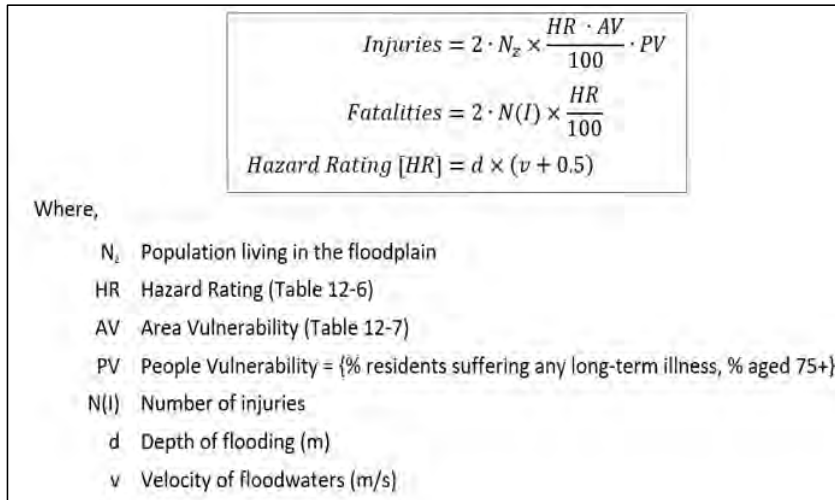 Injuries = 2 · N_z × HR · AV / 100 · PV
Fatalities = 2 · N(I) × HR / 100
Hazard Rating [HR] = d × (v + 0.5)
Where,
N_z Population living in the floodplain
HR Hazard Rating (Table 12-6)
AV Area Vulnerability (Table 12-7)
PV People Vulnerability = {% residents suffering any long-term illness, % aged 75+}
N(I) Number of injuries
d Depth of flooding (m)
v Velocity of floodwaters (m/s)